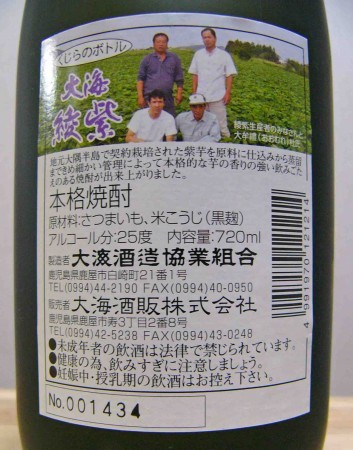 くじらのボトル
大海
綾紫
綾紫生産者のみなさんと
地元大隅半島で契約栽培された紫芋を原料に仕込みから蒸留
まできめ細かい管理によって本格的な芋の香りの強い飲みごた
えのある焼酎が出来上がりました。
本格焼酎
原材料:さつまいも、米こうじ(黒麹)
アルコール分:25度 内容量:720ml
製造者 大海酒造協業組合
鹿児島県鹿屋市白崎町21番1号
TEL(0994)44-2190 FAX(0994)40-0950
販売者 大海酒販株式会社
鹿児島県鹿屋市寿3丁目2番8号
TEL(0994)42-5238 FAX(0994)43-0248
●未成年者の飲酒は法律で禁じられています。
●健康の為、飲みすぎに注意しましょう。
●妊娠中・授乳期の飲酒はお控え下さい。
No.001434
4 991970 121214